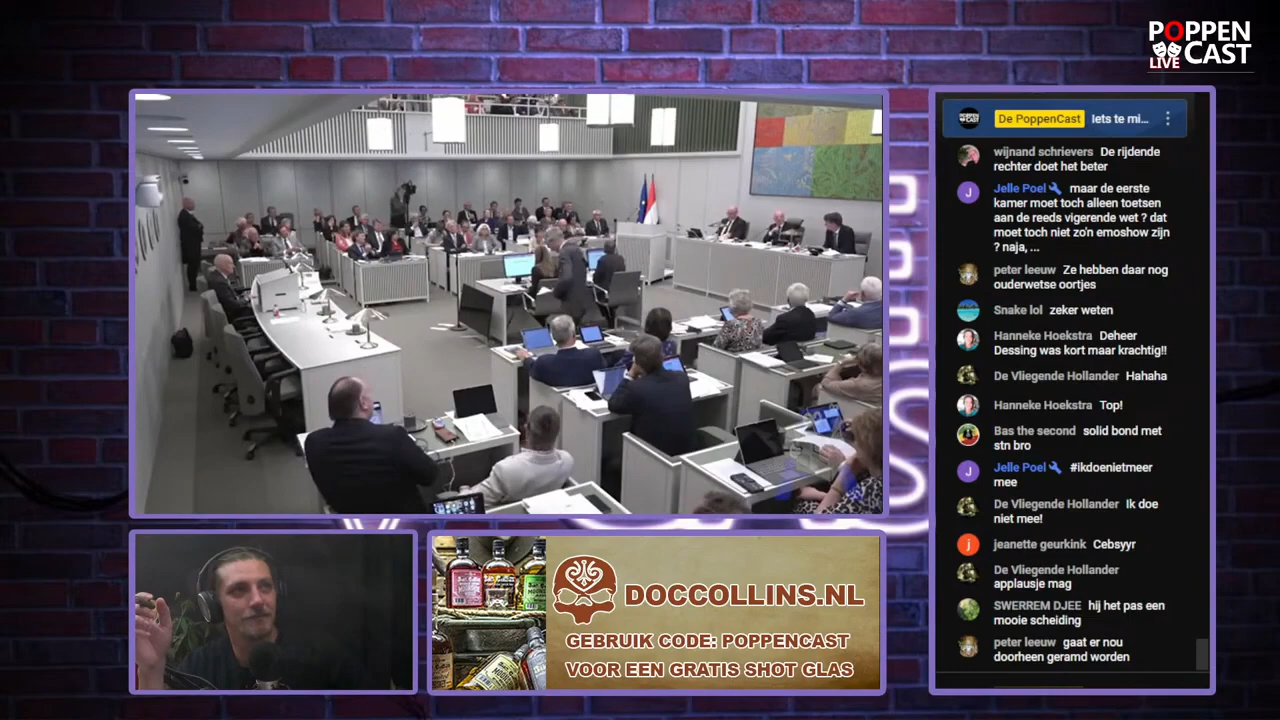 POPPEN
LIVE CAST
De PoppenCast Iets te mi...
wijnand schrievers De rijdende
rechter doet het beter
J Jelle Poel maar de eerste
kamer moet toch alleen toetsen
aan de reeds vigerende wet ? dat
moet toch niet zo'n emoshow zijn
? naja, ...
peter leeuw Ze hebben daar nog
ouderwetse oortjes
Snake lol zeker weten
Hanneke Hoekstra Deheer
Dessing was kort maar krachtig!!
De Vliegende Hollander Hahaha
Hanneke Hoekstra Top!
Bas the second solid bond met
stn bro
J Jelle Poel #ikdoenietmeer
mee
De Vliegende Hollander Ik doe
niet mee!
j jeanette geurkink Cebsyyr
De Vliegende Hollander
applausje mag
SWERREM DJEE hij het pas een
mooie scheiding
peter leeuw gaat er nou
doorheen geramd worden
DOCCOLLINS.NL
GEBRUIK CODE: POPPENCAST
VOOR EEN GRATIS SHOT GLAS